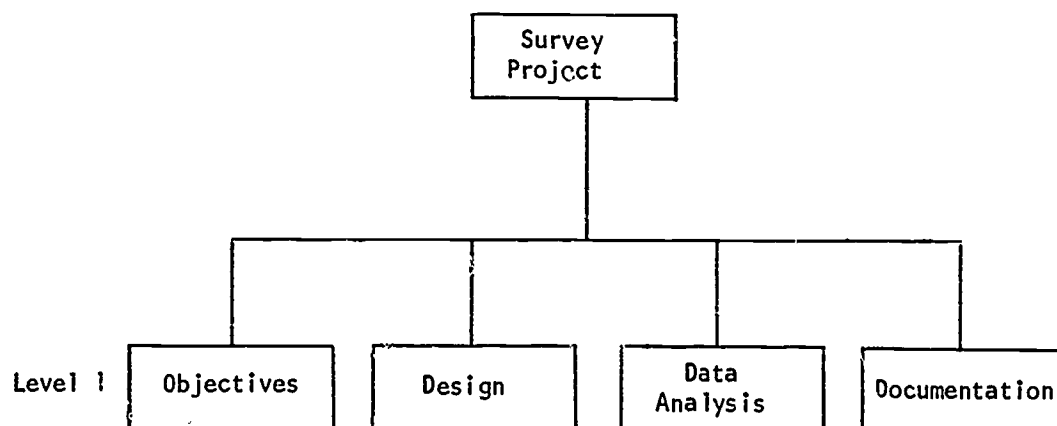 Survey
Project
Level 1
Objectives
Design
Data
Analysis
Documentation